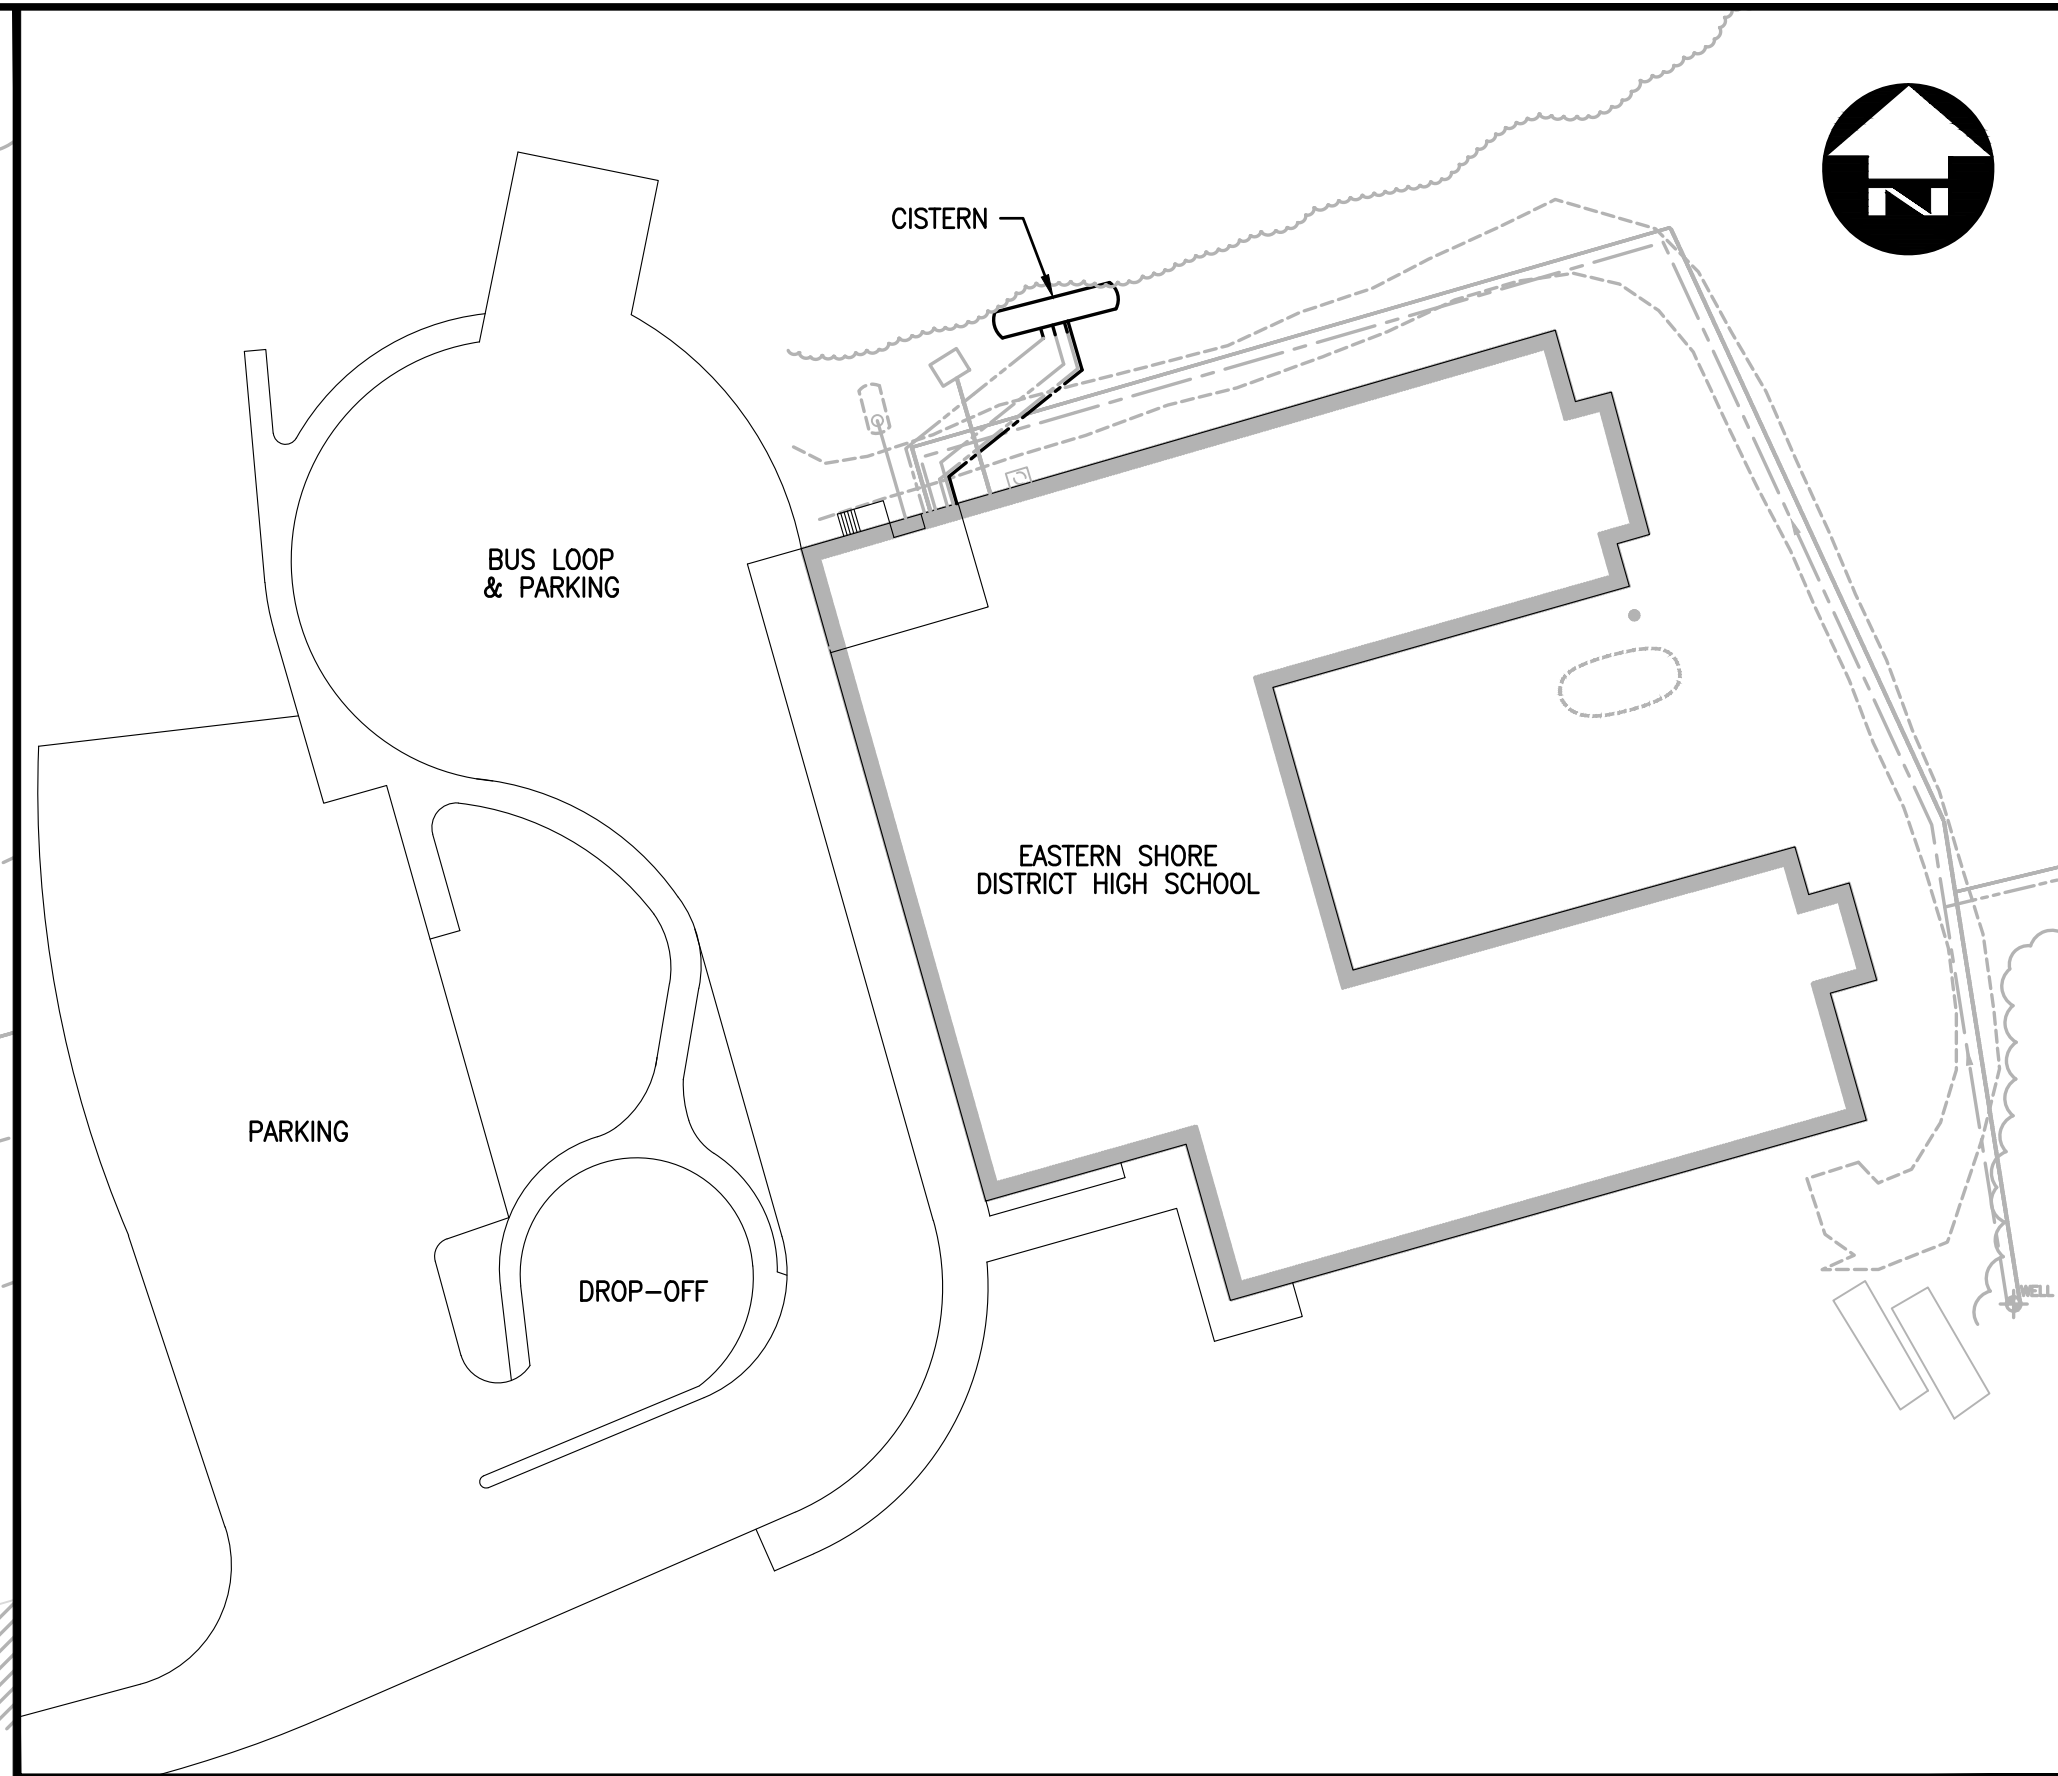 CISTERN
N
BUS LOOP
& PARKING
EASTERN SHORE
DISTRICT HIGH SCHOOL
PARKING
DROP-OFF
WELL